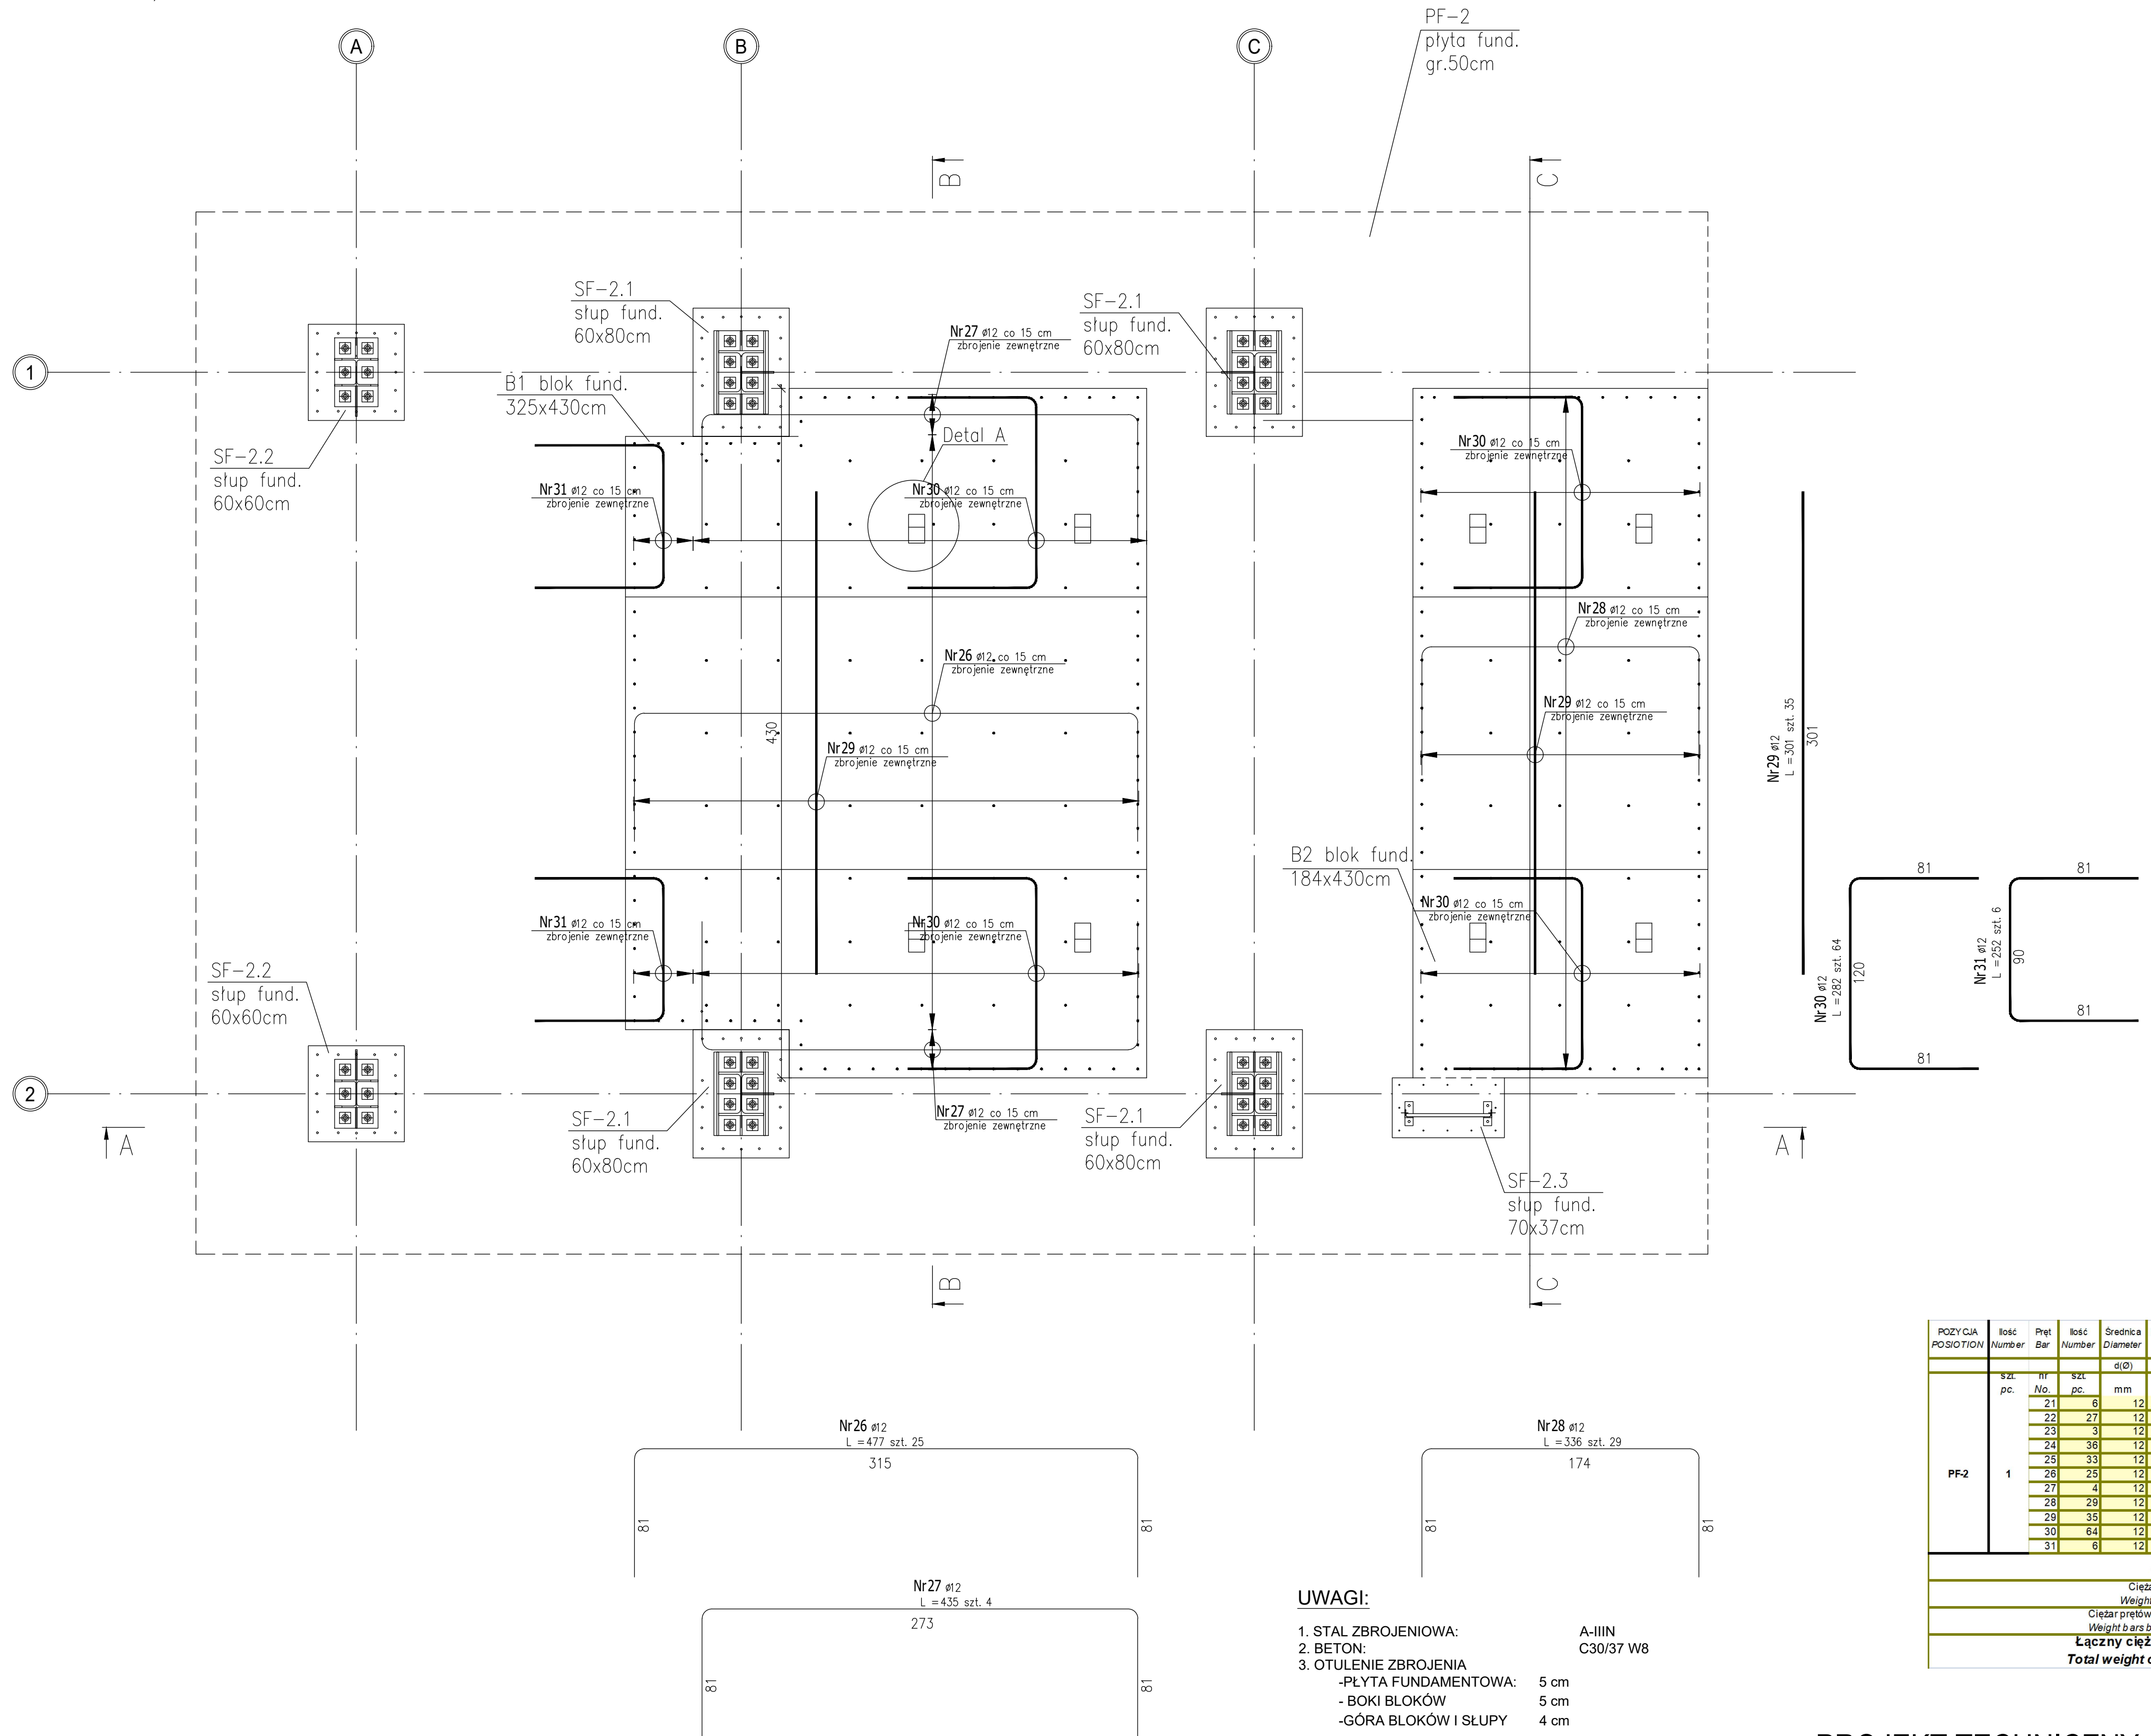 A
B
C
PF-2
płyta fund.
gr.50cm
B
C
SF-2.1
słup fund.
60x80cm
SF-2.1
słup fund.
60x80cm
Nr27 ø12 co 15 cm
zbrojenie zewnętrzne
1
B1 blok fund.
325x430cm
SF-2.2
słup fund.
60x60cm
Detal A
Nr30 ø12 co 15 cm
zbrojenie zewnętrzne
Nr31 ø12 co 15 cm
zbrojenie zewnętrzne
Nr30 ø12 co 15 cm
zbrojenie zewnętrzne
Nr28 ø12 co 15 cm
zbrojenie zewnętrzne
Nr26 ø12 co 15 cm
zbrojenie zewnętrzne
Nr29 ø12 co 15 cm
zbrojenie zewnętrzne
430
Nr29 ø12 co 15 cm
zbrojenie zewnętrzne
Nr29 ø12
L =301 szt. 35
301
B2 blok fund.
184x430cm
Nr30 ø12 co 15 cm
zbrojenie zewnętrzne
Nr31 ø12 co 15 cm
zbrojenie zewnętrzne
Nr30 ø12 co 15 cm
zbrojenie zewnętrzne
81
Nr30 ø12
L =282 szt. 64
120
81
81
Nr31 ø12
L =252 szt. 6
90
81
SF-2.2
słup fund.
60x60cm
2
SF-2.1
słup fund.
60x80cm
Nr27 ø12 co 15 cm
zbrojenie zewnętrzne
SF-2.1
słup fund.
60x80cm
A
A
SF-2.3
słup fund.
70x37cm
B
C
POZYCJA Ilość Pręt Ilość Średnica
POSIOTION Number Bar Number Diameter
d(Ø)
szt. nr szt.
pc. No. pc. mm
21 6 12
22 27 12
23 3 12
24 36 12
25 33 12
PF-2 1 26 25 12
27 4 12
28 29 12
29 35 12
30 64 12
31 6 12
Cięża
Weight
Ciężar prętów
Weight bars b
Łączny cięż
Total weight o
Nr26 ø12
L =477 szt. 25
315
81
81
Nr28 ø12
L =336 szt. 29
174
81
81
Nr27 ø12
L =435 szt. 4
273
81
81
UWAGI:
1. STAL ZBROJENIOWA: A-IIIN
2. BETON: C30/37 W8
3. OTULENIE ZBROJENIA
-PŁYTA FUNDAMENTOWA: 5 cm
- BOKI BLOKÓW 5 cm
-GÓRA BLOKÓW I SŁUPY 4 cm
PROJEKT TECHNICZNY